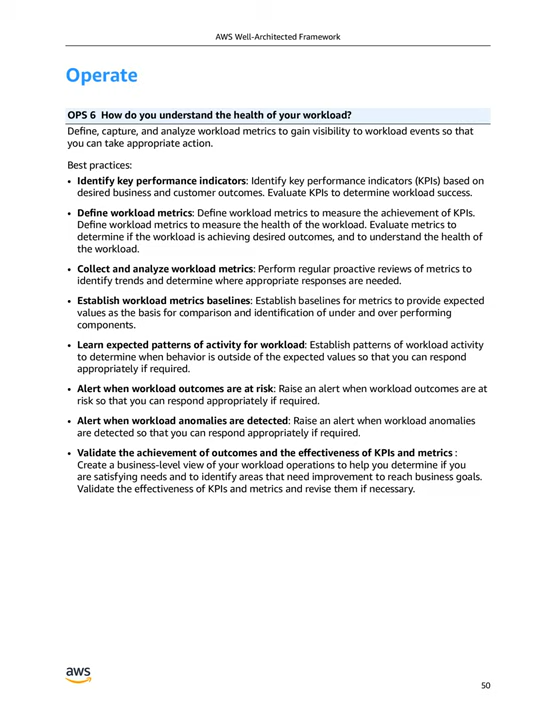 AWS Well-Architected Framework
Operate
OPS 6 How do you understand the health of your workload?
Define, capture, and analyze workload metrics to gain visibility to workload events so that
you can take appropriate action.
Best practices:
• Identify key performance indicators: Identify key performance indicators (KPIs) based on
desired business and customer outcomes. Evaluate KPIs to determine workload success.
• Define workload metrics: Define workload metrics to measure the achievement of KPIs.
Define workload metrics to measure the health of the workload. Evaluate metrics to
determine if the workload is achieving desired outcomes, and to understand the health of
the workload.
• Collect and analyze workload metrics: Perform regular proactive reviews of metrics to
identify trends and determine where appropriate responses are needed.
• Establish workload metrics baselines: Establish baselines for metrics to provide expected
values as the basis for comparison and identification of under and over performing
components.
• Learn expected patterns of activity for workload: Establish patterns of workload activity
to determine when behavior is outside of the expected values so that you can respond
appropriately if required.
• Alert when workload outcomes are at risk: Raise an alert when workload outcomes are at
risk so that you can respond appropriately if required.
• Alert when workload anomalies are detected: Raise an alert when workload anomalies
are detected so that you can respond appropriately if required.
• Validate the achievement of outcomes and the effectiveness of KPIs and metrics :
Create a business-level view of your workload operations to help you determine if you
are satisfying needs and to identify areas that need improvement to reach business goals.
Validate the effectiveness of KPIs and metrics and revise them if necessary.
aws
50